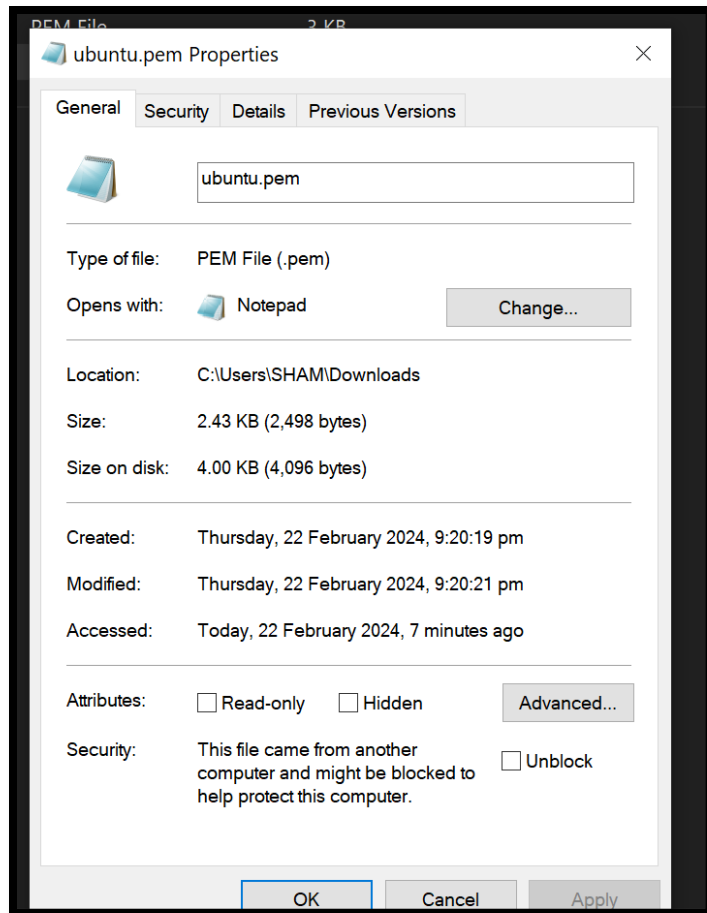 PEM File 3 KB
ubuntu.pem Properties
General Security Details Previous Versions
ubuntu.pem
Type of file: PEM File (.pem)
Opens with: Notepad Change...
Location: C:\Users\SHAM\Downloads
Size: 2.43 KB (2,498 bytes)
Size on disk: 4.00 KB (4,096 bytes)
Created: Thursday, 22 February 2024, 9:20:19 pm
Modified: Thursday, 22 February 2024, 9:20:21 pm
Accessed: Today, 22 February 2024, 7 minutes ago
Attributes: Read-only Hidden Advanced...
Security: This file came from another
computer and might be blocked to
help protect this computer.
Unblock
OK Cancel Apply